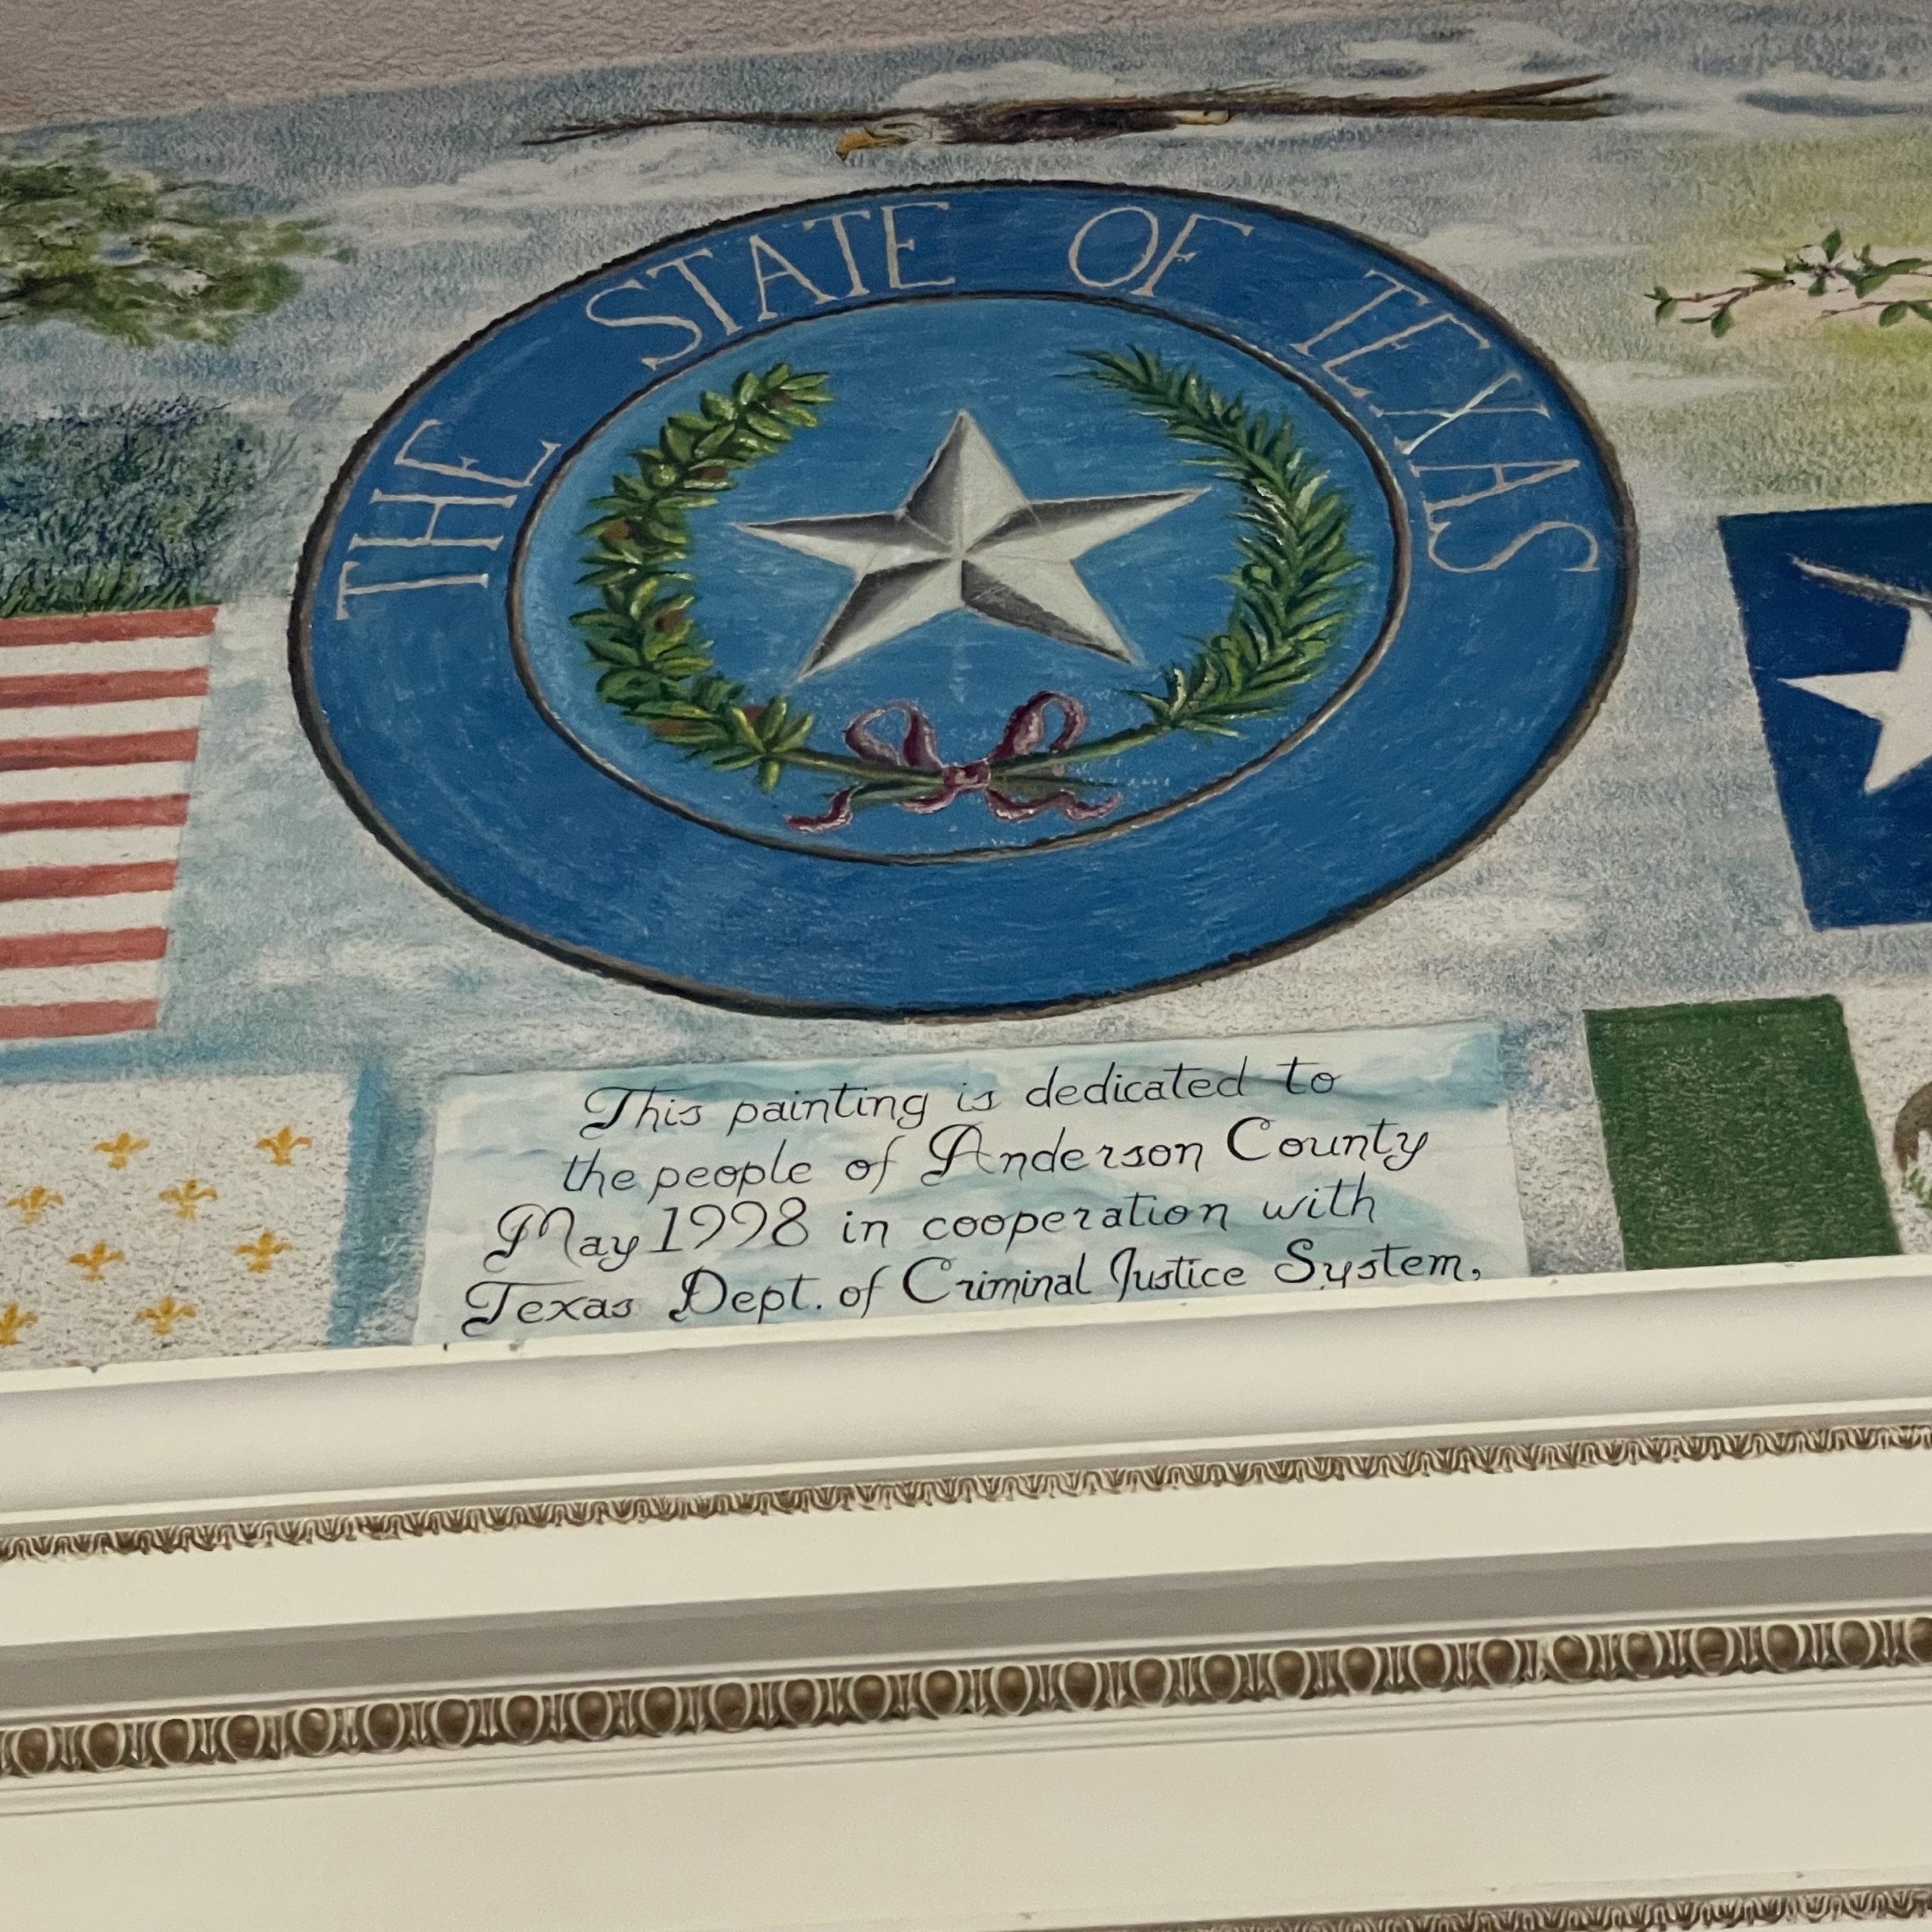 THE STATE OF TEXAS
This painting is dedicated to
the people of Anderson County
May 1998 in cooperation with
Texas Dept. of Criminal Justice System,